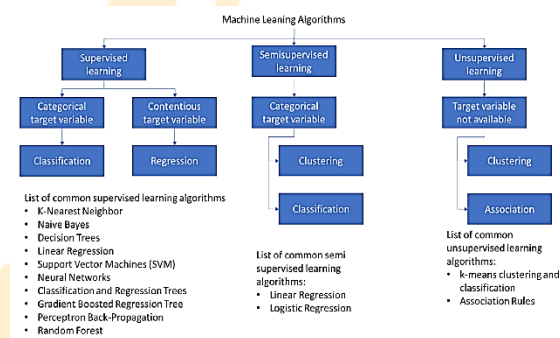 Machine Leaning Algorithms
Supervised
learning
Semisupervised
learning
Unsupervised
learning
Categorical
target variable
Contentious
target variable
Categorical
target variable
Target variable
not available
Classification
Regression
Clustering
Classification
Clustering
Association
List of common supervised learning algorithms
• K-Nearest Neighbor
• Naive Bayes
• Decision Trees
• Linear Regression
• Support Vector Machines (SVM)
• Neural Networks
• Classification and Regression Trees
• Gradient Boosted Regression Tree
• Perceptron Back-Propagation
• Random Forest
List of common semi
supervised learning
algorithms:
• Linear Regression
• Logistic Regression
List of common
unsupervised learning
algorithms:
• k-means clustering and
classification
• Association Rules